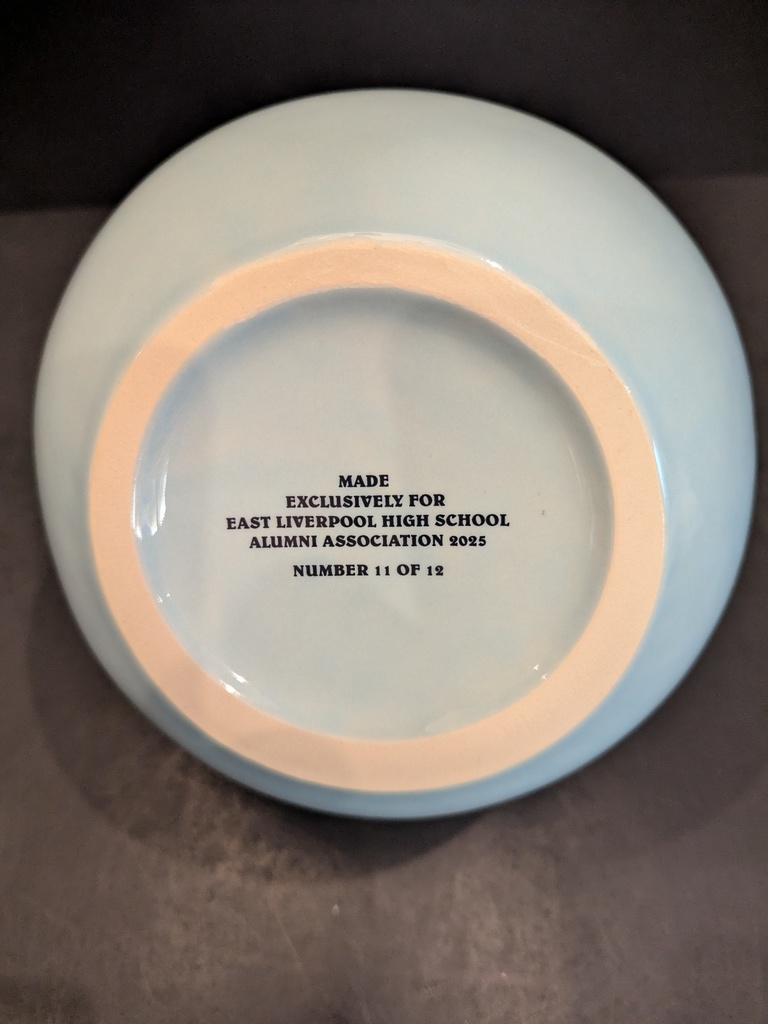 MADE
EXCLUSIVELY FOR
EAST LIVERPOOL HIGH SCHOOL
ALUMNI ASSOCIATION 2025
NUMBER 11 OF 12